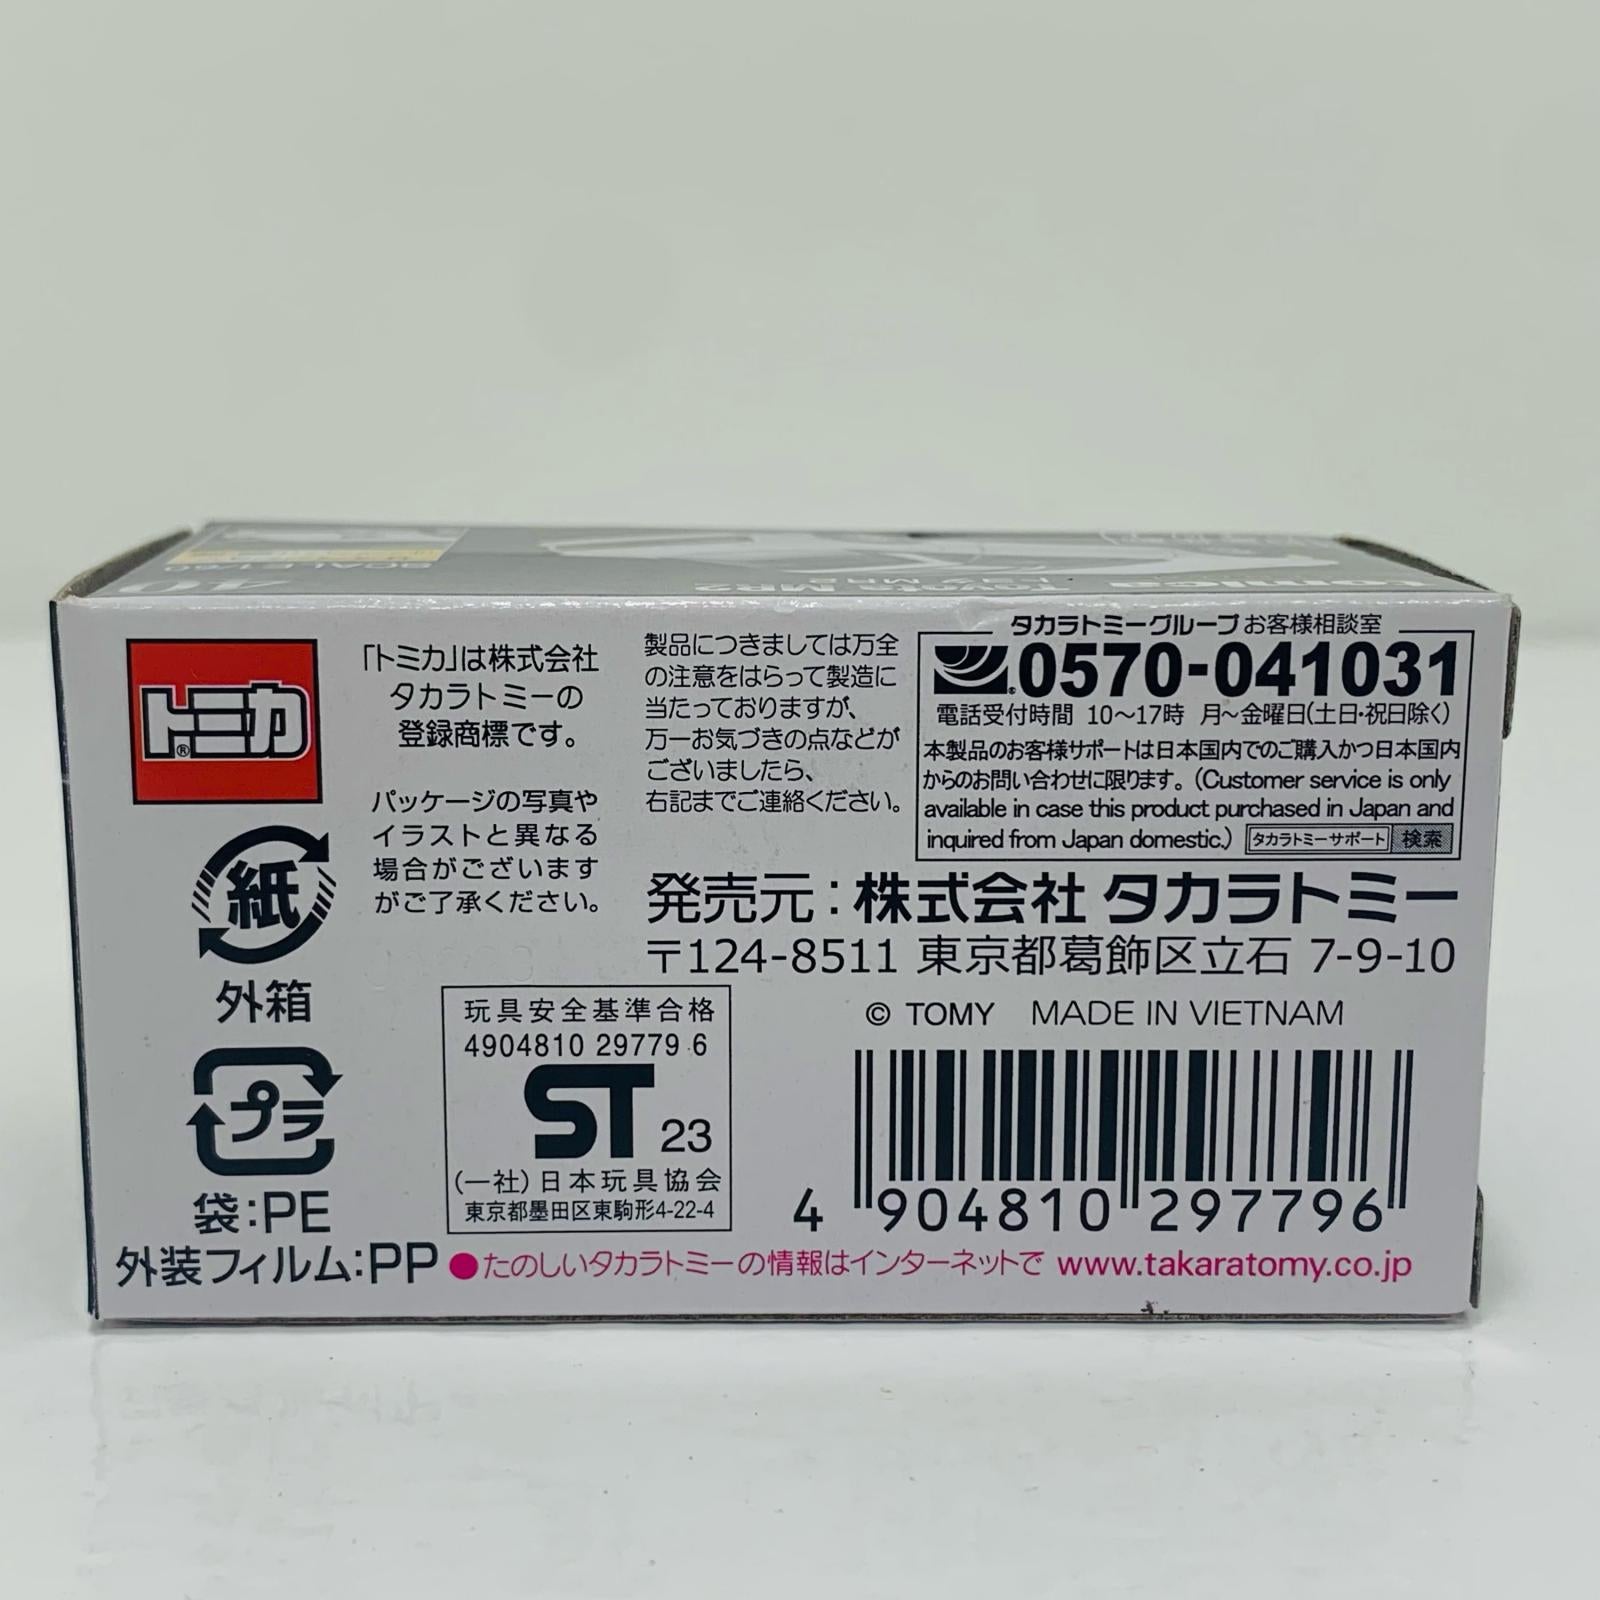 40
SCALE 1/60
Toyota MR2
トヨタ MR2
tomica
トミカ®
「トミカ」は株式会社
タカラトミーの
登録商標です。
パッケージの写真や
イラストと異なる
場合がございます
がご了承ください。
製品につきましては万全
の注意をはらって製造に
当たっておりますが、
万一お気づきの点などが
ございましたら、
右記までご連絡ください。
タカラトミーグループ お客様相談室
0570-041031
電話受付時間 10〜17時 月〜金曜日(土日・祝日除く)
本製品のお客様サポートは日本国内でのご購入かつ日本国内
からのお問い合わせに限ります。(Customer service is only
available in case this product purchased in Japan and
inquired from Japan domestic.) タカラトミーサポート 検索
発売元:株式会社 タカラトミー
〒124-8511 東京都葛飾区立石 7-9-10
© TOMY MADE IN VIETNAM
紙
外箱
プラ
袋:PE
外装フィルム:PP
玩具安全基準合格
4904810 29779 6
ST 23
(一社)日本玩具協会
東京都墨田区東駒形4-22-4
4 904810 297796
●たのしいタカラトミーの情報はインターネットで www.takaratomy.co.jp